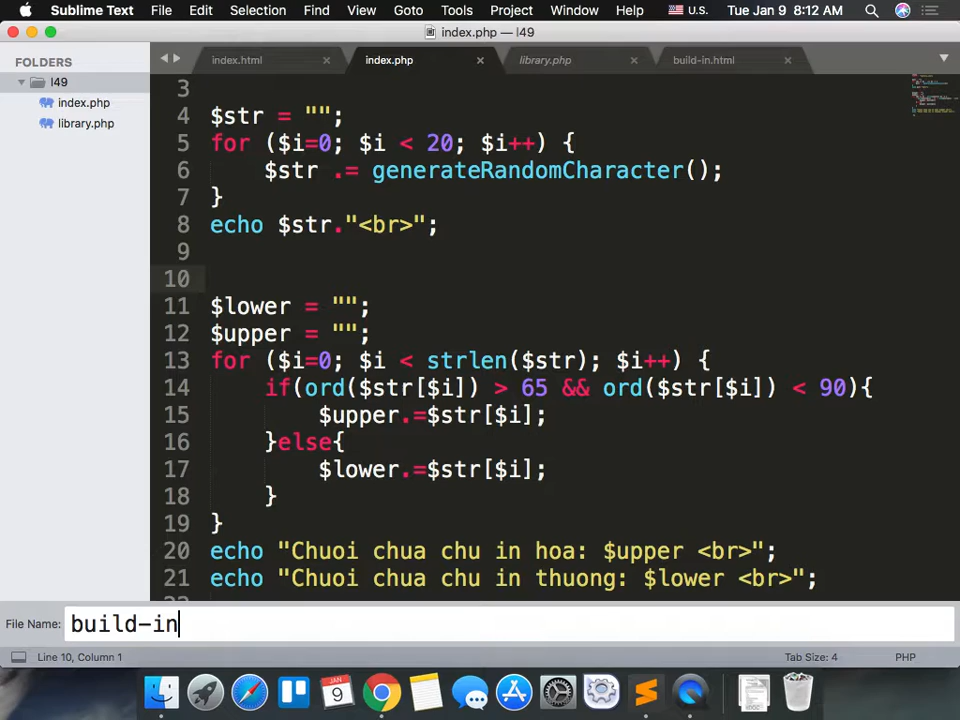 Sublime Text File Edit Selection Find View Goto Tools Project Window Help U.S. Tue Jan 9 8:12 AM
index.php — l49
FOLDERS
l49
index.php
library.php
index.html
index.php
library.php
build-in.html
3
4 $str = "";
5 for ($i=0; $i < 20; $i++) {
6 $str .= generateRandomCharacter();
7 }
8 echo $str."<br>";
9
10
11 $lower = "";
12 $upper = "";
13 for ($i=0; $i < strlen($str); $i++) {
14 if(ord($str[$i]) > 65 && ord($str[$i]) < 90){
15 $upper.=$str[$i];
16 }else{
17 $lower.=$str[$i];
18 }
19 }
20 echo "Chuoi chua chu in hoa: $upper <br>";
21 echo "Chuoi chua chu in thuong: $lower <br>";
File Name: build-in
Line 10, Column 1 Tab Size: 4 PHP
JAN
9